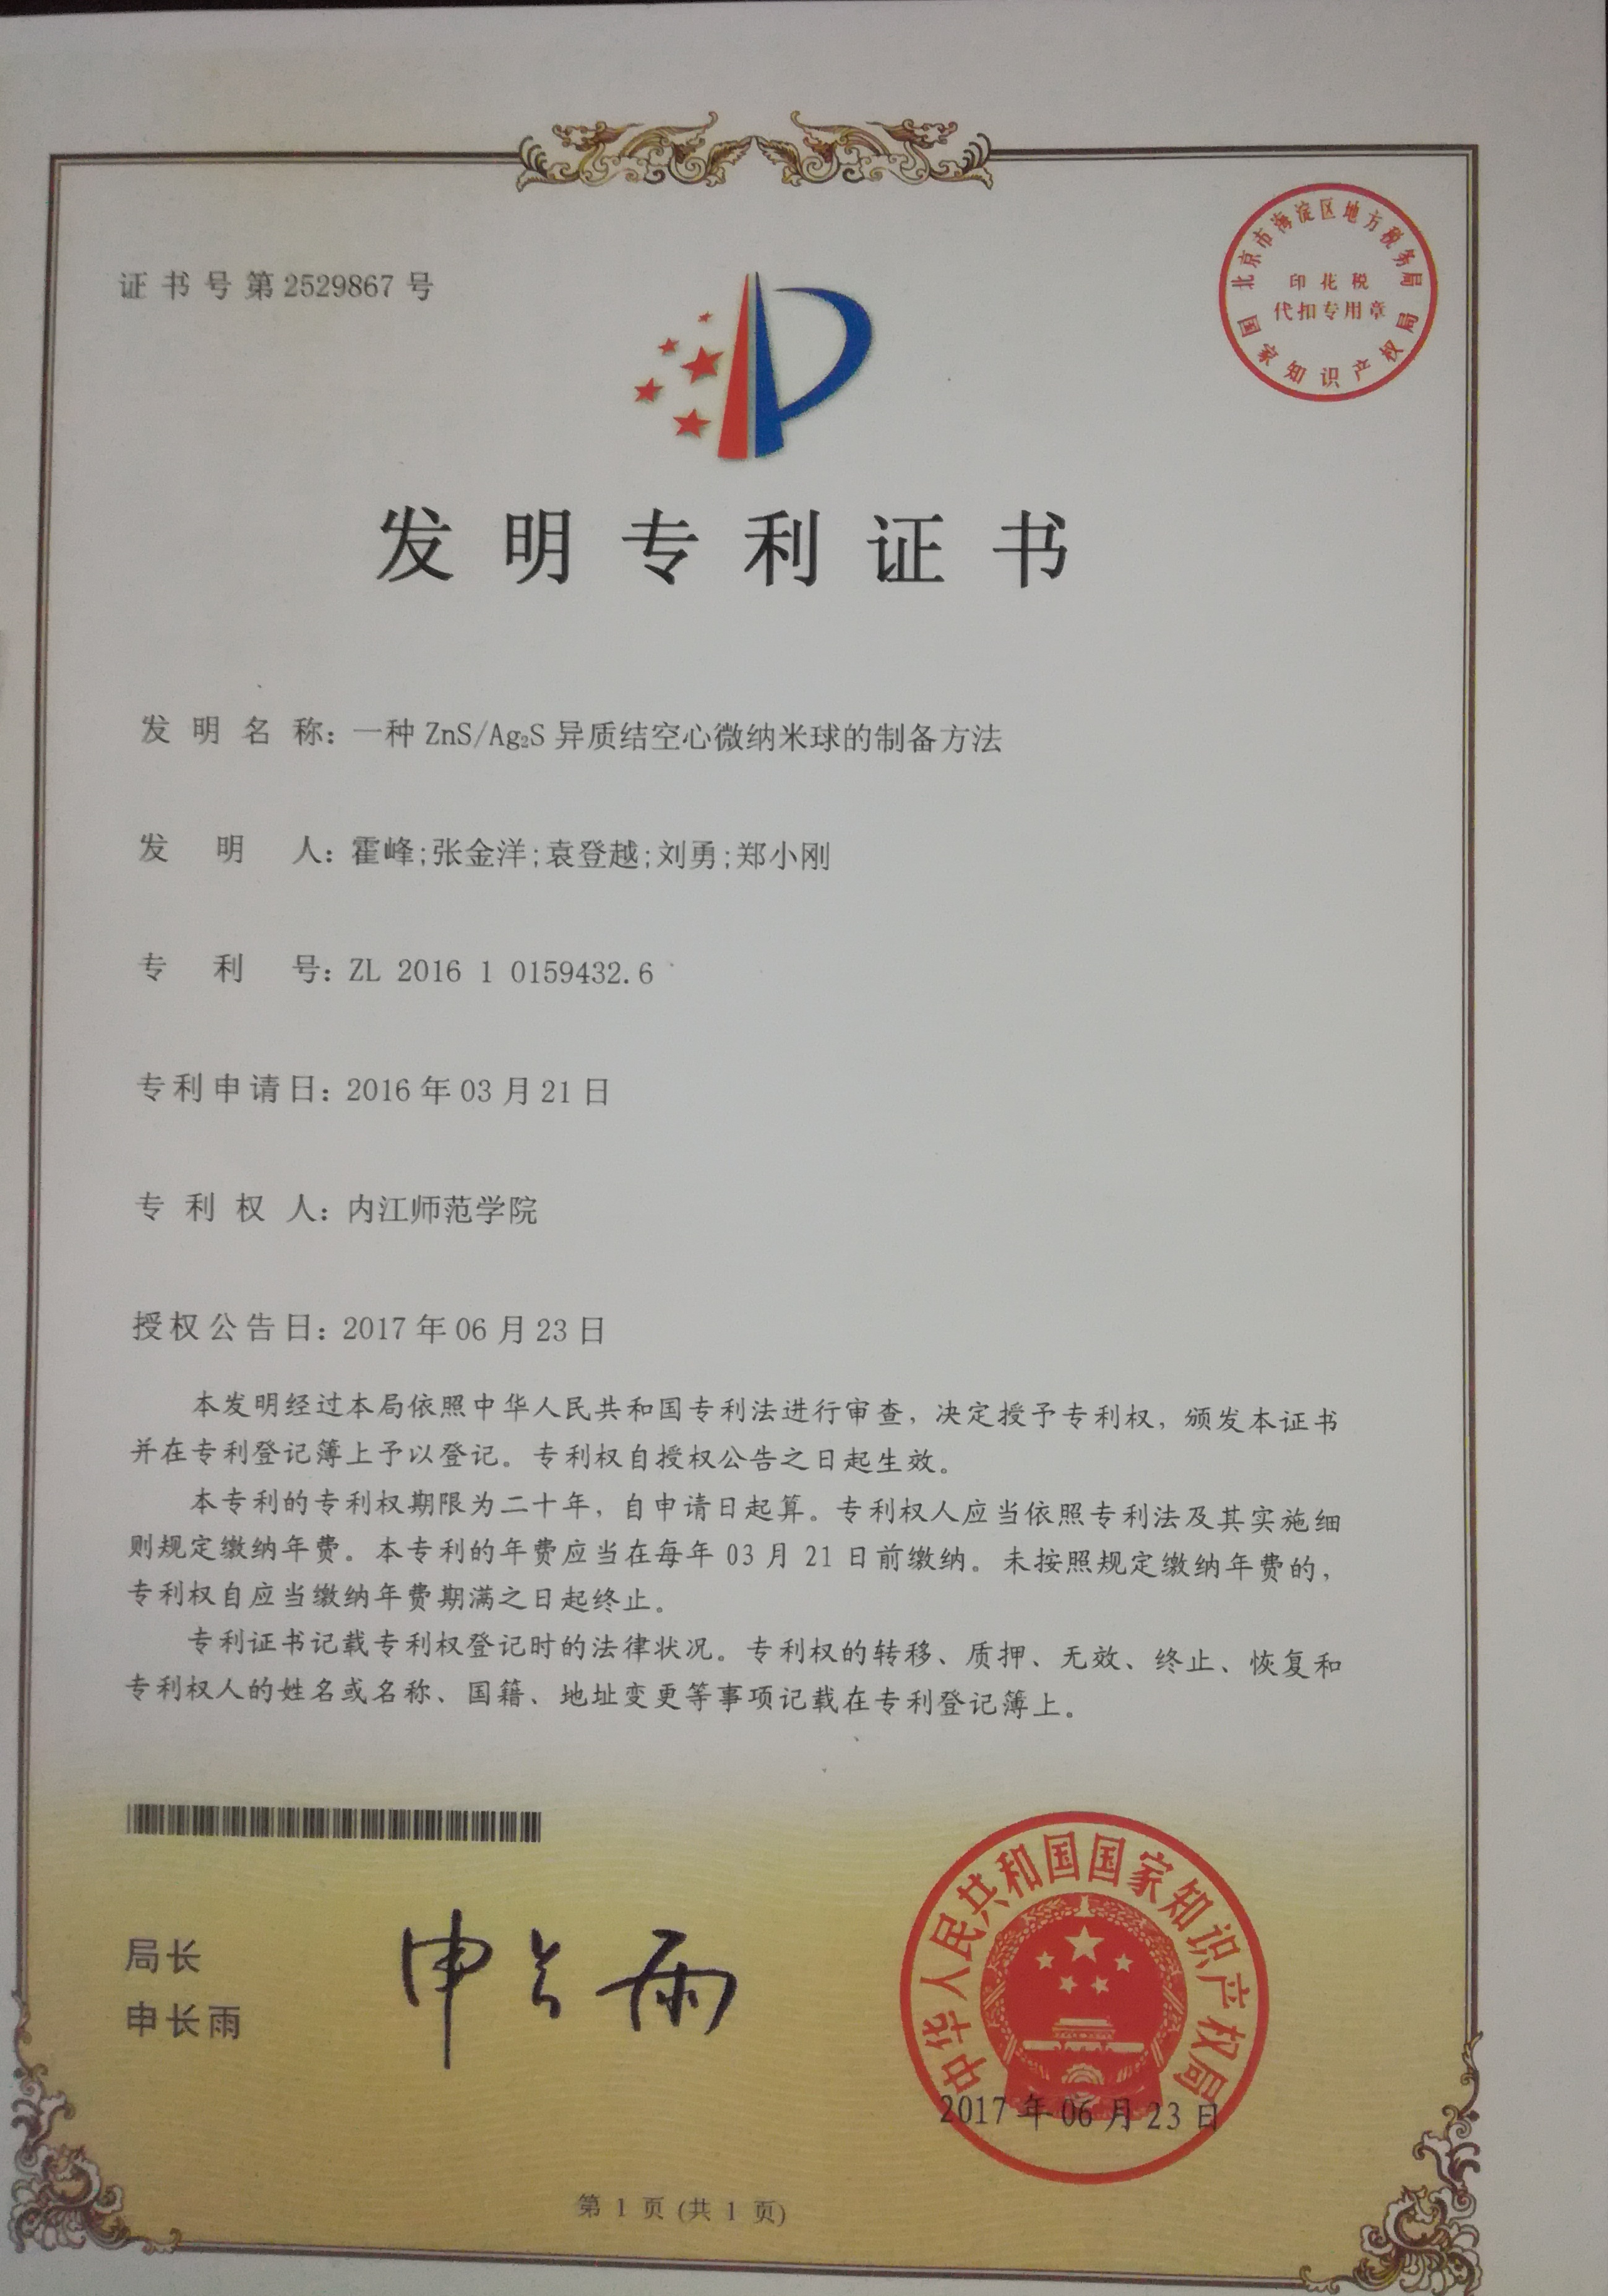 证书号第2529867号
北京市海淀区地方税务局
印花税
代扣专用章
国家知识产权局
发明专利证书
发明名称：一种 ZnS/Ag₂S 异质结空心微纳米球的制备方法
发明人：霍峰;张金洋;袁登越;刘勇;郑小刚
专利号：ZL 2016 1 0159432.6
专利申请日：2016年03月21日
专利权人：内江师范学院
授权公告日：2017年06月23日
本发明经过本局依照中华人民共和国专利法进行审查，决定授予专利权，颁发本证书
并在专利登记簿上予以登记。专利权自授权公告之日起生效。
本专利的专利权期限为二十年，自申请日起算。专利权人应当依照专利法及其实施细
则规定缴纳年费。本专利的年费应当在每年 03 月 21 日前缴纳。未按照规定缴纳年费的，
专利权自应当缴纳年费期满之日起终止。
专利证书记载专利权登记时的法律状况。专利权的转移、质押、无效、终止、恢复和
专利权人的姓名或名称、国籍、地址变更等事项记载在专利登记簿上。
局长
申长雨
申长雨
中华人民共和国国家知识产权局
2017年06月23日
第 1 页 (共 1 页)